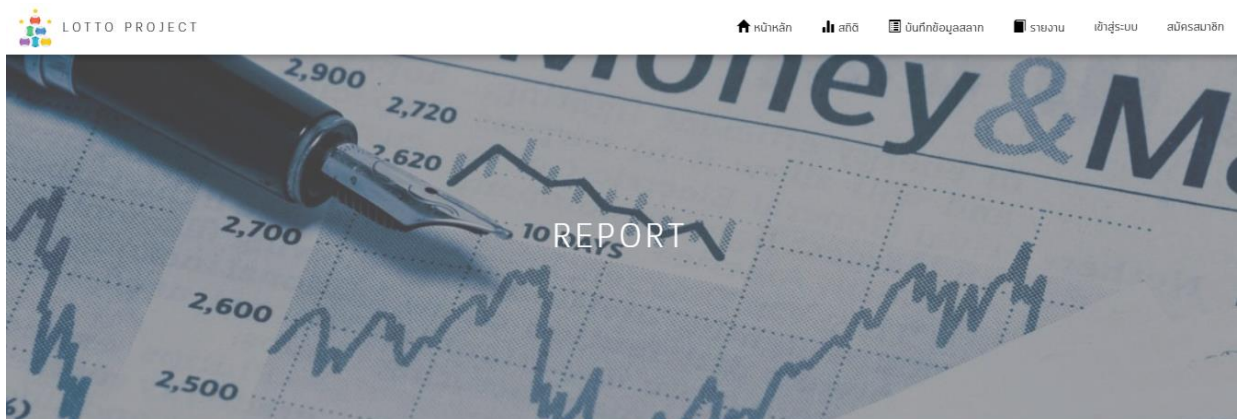 LOTTO PROJECT
หน้าหลัก
สถิติ
บันทึกข้อมูลสลาก
รายงาน
เข้าสู่ระบบ
สมัครสมาชิก
Money&M
2,900
2,720
2,620
2,700
10 DAYS
REPORT
2,600
2,500